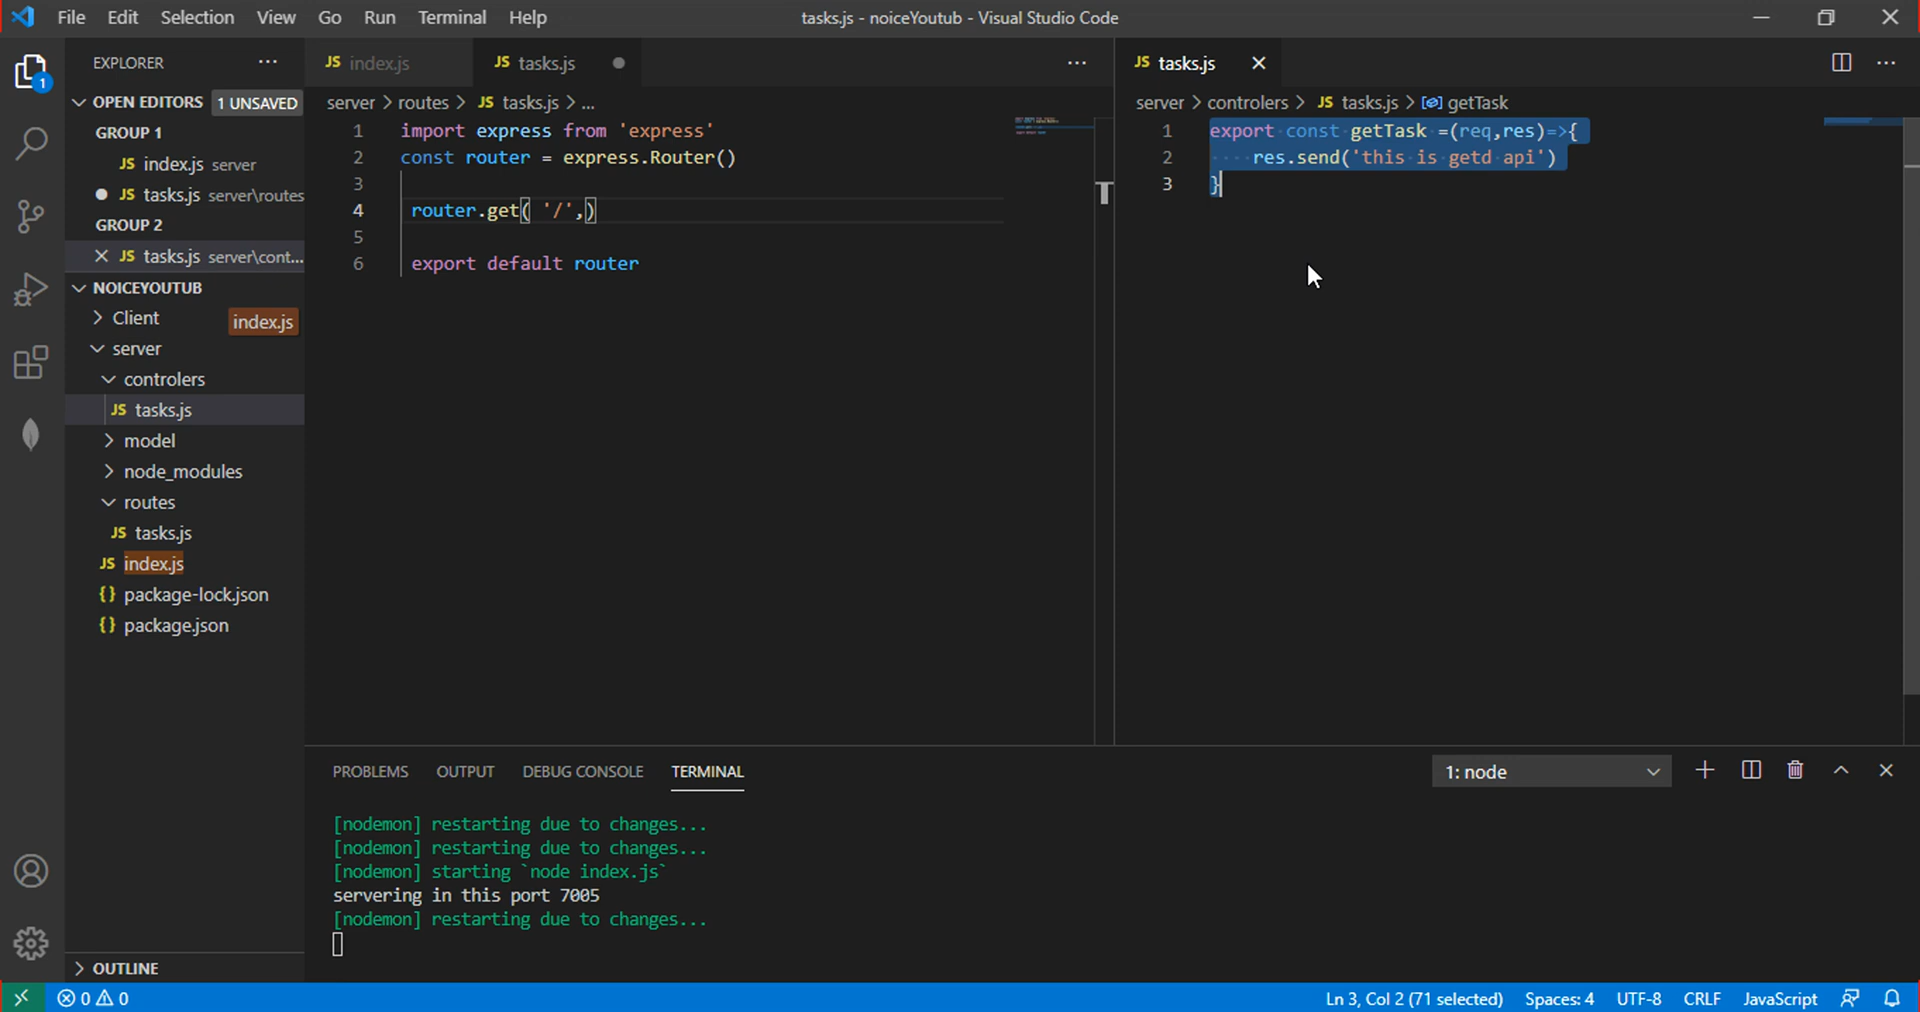 File Edit Selection View Go Run Terminal Help
tasks.js - noiceYoutub - Visual Studio Code
EXPLORER ···
OPEN EDITORS 1 UNSAVED
GROUP 1
JS index.js server
JS tasks.js server\routes
GROUP 2
JS tasks.js server\cont...
NOICEYOUTUB
Client index.js
server
controlers
JS tasks.js
model
node_modules
routes
JS tasks.js
JS index.js
{} package-lock.json
{} package.json
OUTLINE
1
JS index.js JS tasks.js ···
server > routes > JS tasks.js > ...
1 import express from 'express'
2 const router = express.Router()
3
4 router.get( '/',)
5
6 export default router
JS tasks.js ···
server > controlers > JS tasks.js > getTask
1 export const getTask =(req,res)=>{
2 ····res.send('this is getd api')
3 }
PROBLEMS OUTPUT DEBUG CONSOLE TERMINAL 1: node
[nodemon] restarting due to changes...
[nodemon] restarting due to changes...
[nodemon] starting `node index.js`
servering in this port 7005
[nodemon] restarting due to changes...
0 0 Ln 3, Col 2 (71 selected) Spaces: 4 UTF-8 CRLF JavaScript